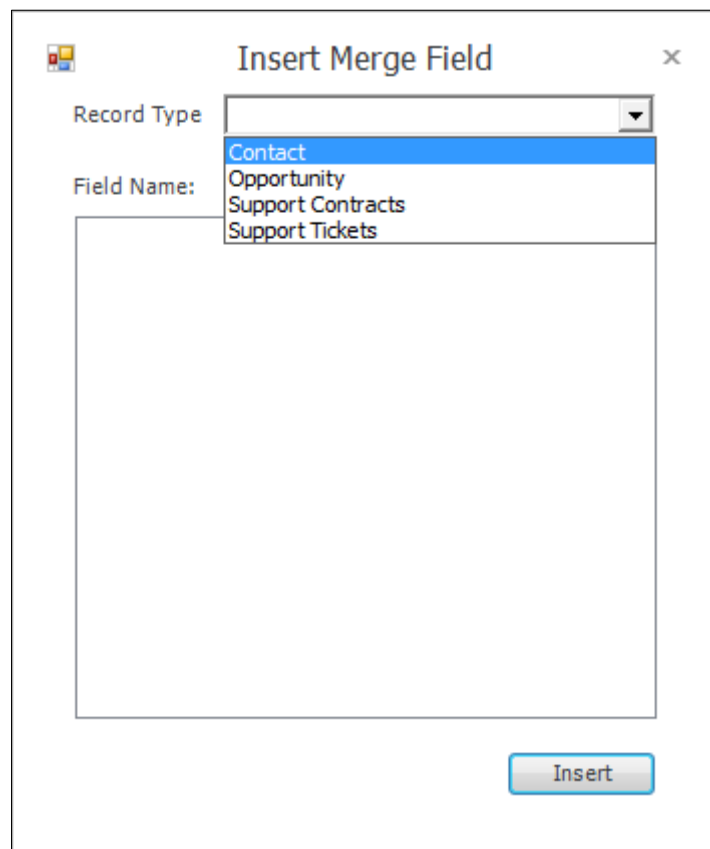 Insert Merge Field
Record Type
Contact
Opportunity
Field Name:
Support Contracts
Support Tickets
Insert